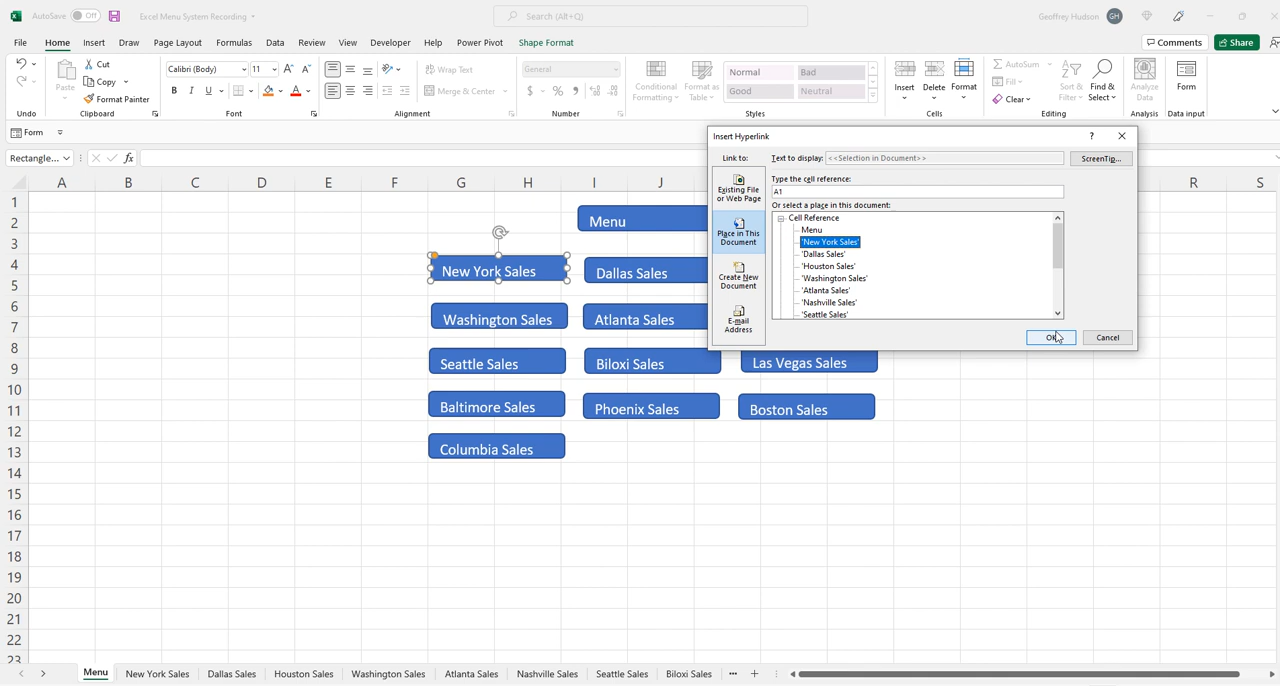 AutoSave Off Excel Menu System Recording Search (Alt+Q) Geoffrey Hudson GH
File Home Insert Draw Page Layout Formulas Data Review View Developer Help Power Pivot Shape Format Comments Share
Cut
Copy
Format Painter
Paste
Calibri (Body) 11
B I U
Wrap Text
Merge & Center
General
$ % ,
Conditional Formatting
Format as Table
Normal Bad
Good Neutral
Insert Delete Format
AutoSum
Fill
Clear
Sort & Filter
Find & Select
Analyze Data
Form
Undo Clipboard Font Alignment Number Styles Cells Editing Analysis Data input
Form
Rectangle... fx
A B C D E F G H I J R S
1
2
3
4
5
6
7
8
9
10
11
12
13
14
15
16
17
18
19
20
21
22
23
Menu
New York Sales Dallas Sales
Washington Sales Atlanta Sales
Seattle Sales Biloxi Sales Las Vegas Sales
Baltimore Sales Phoenix Sales Boston Sales
Columbia Sales
Insert Hyperlink ?
Link to: Text to display: <<Selection in Document>> ScreenTip...
Existing File or Web Page
Place in This Document
Create New Document
E-mail Address
Type the cell reference:
A1
Or select a place in this document:
Cell Reference
Menu
'New York Sales'
'Dallas Sales'
'Houston Sales'
'Washington Sales'
'Atlanta Sales'
'Nashville Sales'
'Seattle Sales'
OK Cancel
Menu New York Sales Dallas Sales Houston Sales Washington Sales Atlanta Sales Nashville Sales Seattle Sales Biloxi Sales ... +